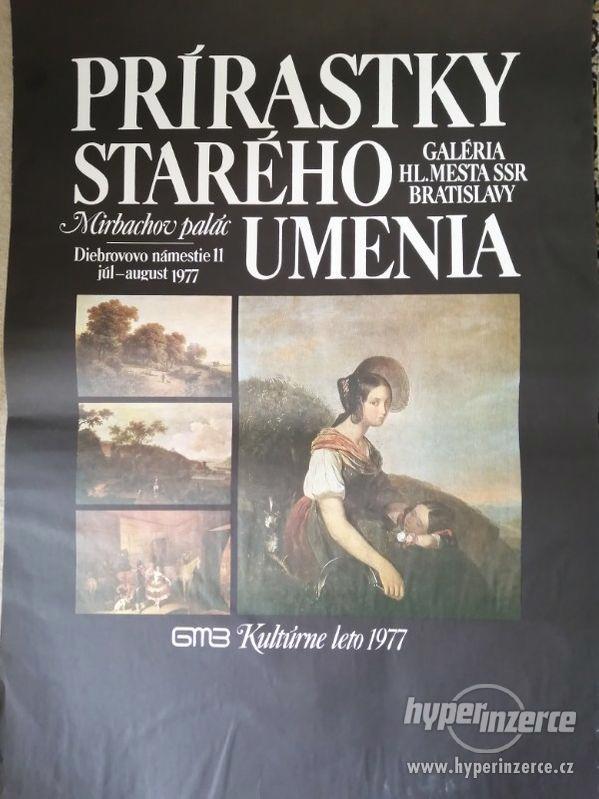 PRÍRASTKY
STARÉHO
GALÉRIA
HL. MESTA SSR
BRATISLAVY
Mirbachov palác
Diebrovovo námestie 11
júl–august 1977
UMENIA
GMB Kultúrne leto 1977
hyperinzerce
www.hyperinzerce.cz